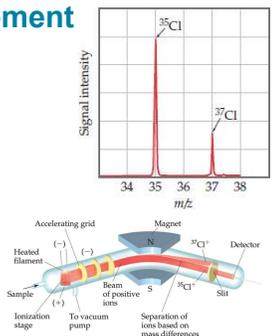 ment
³⁵Cl
³⁷Cl
Signal intensity
34 35 36 37 38
m/z
Accelerating grid
Magnet
Heated
filament
(−)
(−)
N
³⁷Cl⁺
Detector
Sample
(+)
S
³⁵Cl⁺
Slit
Ionization
stage
To vacuum
pump
Beam
of positive
ions
Separation of
ions based on
mass differences